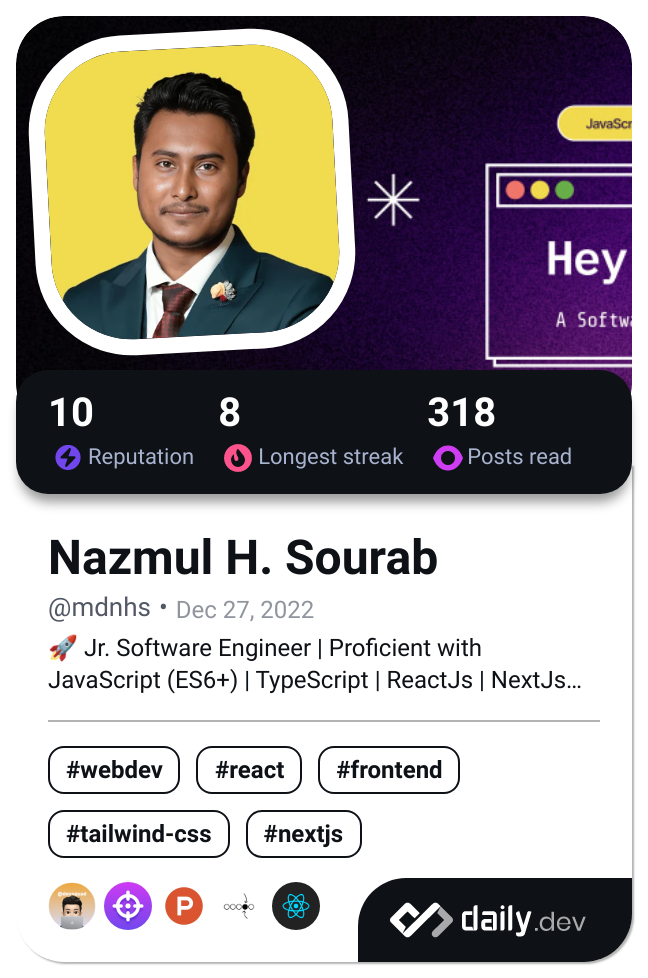 JavaScr
Hey
A Softwa
10
8
318
Reputation
Longest streak
Posts read
Nazmul H. Sourab
@mdnhs • Dec 27, 2022
🚀 Jr. Software Engineer | Proficient with
JavaScript (ES6+) | TypeScript | ReactJs | NextJs...
#webdev
#react
#frontend
#tailwind-css
#nextjs
P
daily.dev